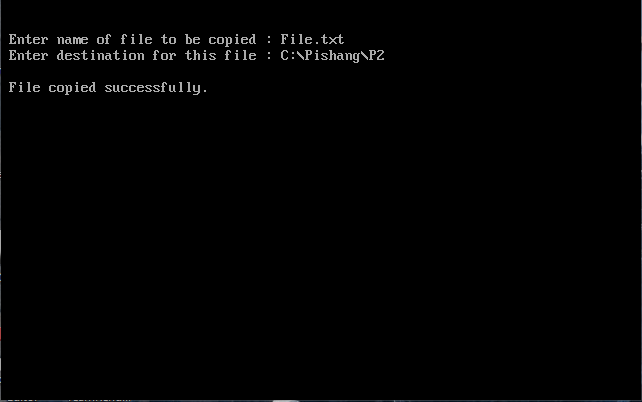 Enter name of file to be copied : File.txt
Enter destination for this file : C:\Pishang\P2
File copied successfully.